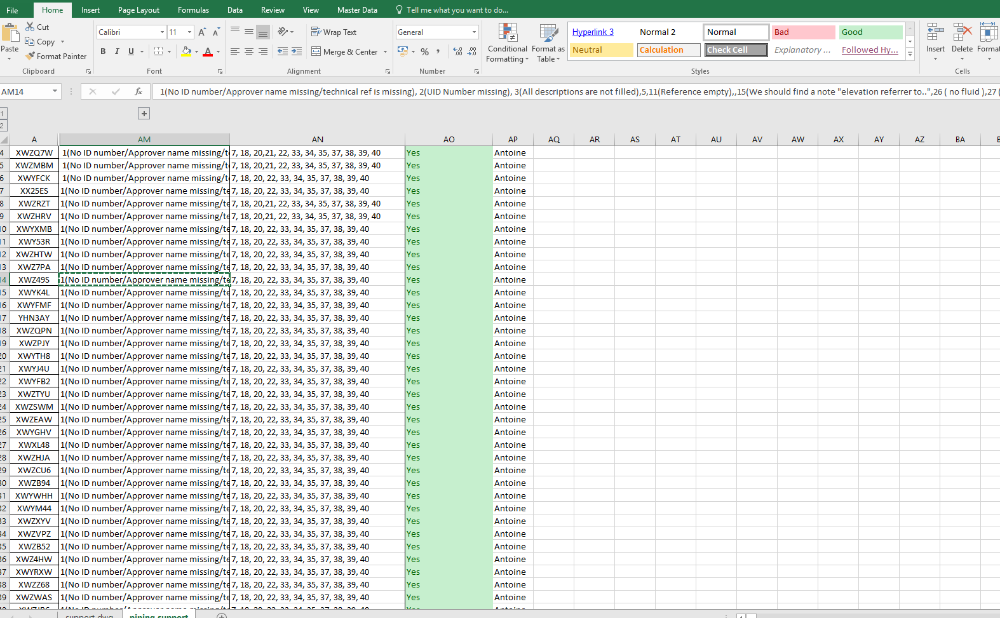 File Home Insert Page Layout Formulas Data Review View Master Data Tell me what you want to do...
Cut
Copy
Format Painter
Paste
Clipboard
Calibri 11
B I U
Font
Wrap Text
Merge & Center
Alignment
General
%
Number
Conditional Formatting
Format as Table
Hyperlink 3 Normal 2 Normal Bad Good
Neutral Calculation Check Cell Explanatory ... Followed Hy...
Styles
Insert Delete Format
Cells
AM14 fx 1(No ID number/Approver name missing/technical ref is missing), 2(UID Number missing), 3(All descriptions are not filled),5,11(Reference empty),,15(We should find a note "elevation referrer to..",26 ( no fluid ),27 (
1
2
A AM AN AO AP AQ AR AS AT AU AV AW AX AY AZ BA
4 XWZQ7W 1(No ID number/Approver name missing/t 7, 18, 20,21, 22, 33, 34, 35, 37, 38, 39, 40 Yes Antoine
5 XWZMBM 1(No ID number/Approver name missing/t 7, 18, 20,21, 22, 33, 34, 35, 37, 38, 39, 40 Yes Antoine
6 XWYFCK 1(No ID number/Approver name missing/t 7, 18, 20, 22, 33, 34, 35, 37, 38, 39, 40 Yes Antoine
7 XX25ES 1(No ID number/Approver name missing/te 7, 18, 20, 22, 33, 34, 35, 37, 38, 39, 40 Yes Antoine
8 XWZRZT 1(No ID number/Approver name missing/te 7, 18, 20,21, 22, 33, 34, 35, 37, 38, 39, 40 Yes Antoine
9 XWZHRV 1(No ID number/Approver name missing/te 7, 18, 20,21, 22, 33, 34, 35, 37, 38, 39, 40 Yes Antoine
10 XWYXMB 1(No ID number/Approver name missing/te 7, 18, 20, 22, 33, 34, 35, 37, 38, 39, 40 Yes Antoine
11 XWY53R 1(No ID number/Approver name missing/te 7, 18, 20, 22, 33, 34, 35, 37, 38, 39, 40 Yes Antoine
12 XWZHTW 1(No ID number/Approver name missing/te 7, 18, 20, 22, 33, 34, 35, 37, 38, 39, 40 Yes Antoine
13 XWZ7PA 1(No ID number/Approver name missing/te 7, 18, 20, 22, 33, 34, 35, 37, 38, 39, 40 Yes Antoine
14 XWZ49S 1(No ID number/Approver name missing/te 7, 18, 20, 22, 33, 34, 35, 37, 38, 39, 40 Yes Antoine
15 XWYK4L 1(No ID number/Approver name missing/te 7, 18, 20, 22, 33, 34, 35, 37, 38, 39, 40 Yes Antoine
16 XWYFMF 1(No ID number/Approver name missing/te 7, 18, 20, 22, 33, 34, 35, 37, 38, 39, 40 Yes Antoine
17 YHN3AY 1(No ID number/Approver name missing/te 7, 18, 20, 22, 33, 34, 35, 37, 38, 39, 40 Yes Antoine
18 XWZQPN 1(No ID number/Approver name missing/te 7, 18, 20, 22, 33, 34, 35, 37, 38, 39, 40 Yes Antoine
19 XWZPJY 1(No ID number/Approver name missing/te 7, 18, 20, 22, 33, 34, 35, 37, 38, 39, 40 Yes Antoine
20 XWYTH8 1(No ID number/Approver name missing/te 7, 18, 20, 22, 33, 34, 35, 37, 38, 39, 40 Yes Antoine
21 XWYJ4U 1(No ID number/Approver name missing/te 7, 18, 20, 22, 33, 34, 35, 37, 38, 39, 40 Yes Antoine
22 XWYFB2 1(No ID number/Approver name missing/te 7, 18, 20, 22, 33, 34, 35, 37, 38, 39, 40 Yes Antoine
23 XWZTYU 1(No ID number/Approver name missing/te 7, 18, 20, 22, 33, 34, 35, 37, 38, 39, 40 Yes Antoine
24 XWZSWM 1(No ID number/Approver name missing/te 7, 18, 20, 22, 33, 34, 35, 37, 38, 39, 40 Yes Antoine
25 XWZEAW 1(No ID number/Approver name missing/te 7, 18, 20, 22, 33, 34, 35, 37, 38, 39, 40 Yes Antoine
26 XWYGHV 1(No ID number/Approver name missing/te 7, 18, 20, 22, 33, 34, 35, 37, 38, 39, 40 Yes Antoine
27 XWXL48 1(No ID number/Approver name missing/te 7, 18, 20, 22, 33, 34, 35, 37, 38, 39, 40 Yes Antoine
28 XWZHJA 1(No ID number/Approver name missing/te 7, 18, 20, 22, 33, 34, 35, 37, 38, 39, 40 Yes Antoine
29 XWZCU6 1(No ID number/Approver name missing/te 7, 18, 20, 22, 33, 34, 35, 37, 38, 39, 40 Yes Antoine
30 XWZB94 1(No ID number/Approver name missing/te 7, 18, 20, 22, 33, 34, 35, 37, 38, 39, 40 Yes Antoine
31 XWYWHH 1(No ID number/Approver name missing/te 7, 18, 20, 22, 33, 34, 35, 37, 38, 39, 40 Yes Antoine
32 XWYM44 1(No ID number/Approver name missing/te 7, 18, 20, 22, 33, 34, 35, 37, 38, 39, 40 Yes Antoine
33 XWZXYV 1(No ID number/Approver name missing/te 7, 18, 20, 22, 33, 34, 35, 37, 38, 39, 40 Yes Antoine
34 XWZVPZ 1(No ID number/Approver name missing/te 7, 18, 20, 22, 33, 34, 35, 37, 38, 39, 40 Yes Antoine
35 XWZB52 1(No ID number/Approver name missing/te 7, 18, 20, 22, 33, 34, 35, 37, 38, 39, 40 Yes Antoine
36 XWZ4HW 1(No ID number/Approver name missing/te 7, 18, 20, 22, 33, 34, 35, 37, 38, 39, 40 Yes Antoine
37 XWYRXW 1(No ID number/Approver name missing/te 7, 18, 20, 22, 33, 34, 35, 37, 38, 39, 40 Yes Antoine
38 XWZZ68 1(No ID number/Approver name missing/te 7, 18, 20, 22, 33, 34, 35, 37, 38, 39, 40 Yes Antoine
39 XWZWAS 1(No ID number/Approver name missing/te 7, 18, 20, 22, 33, 34, 35, 37, 38, 39, 40 Yes Antoine
support dwg piping support